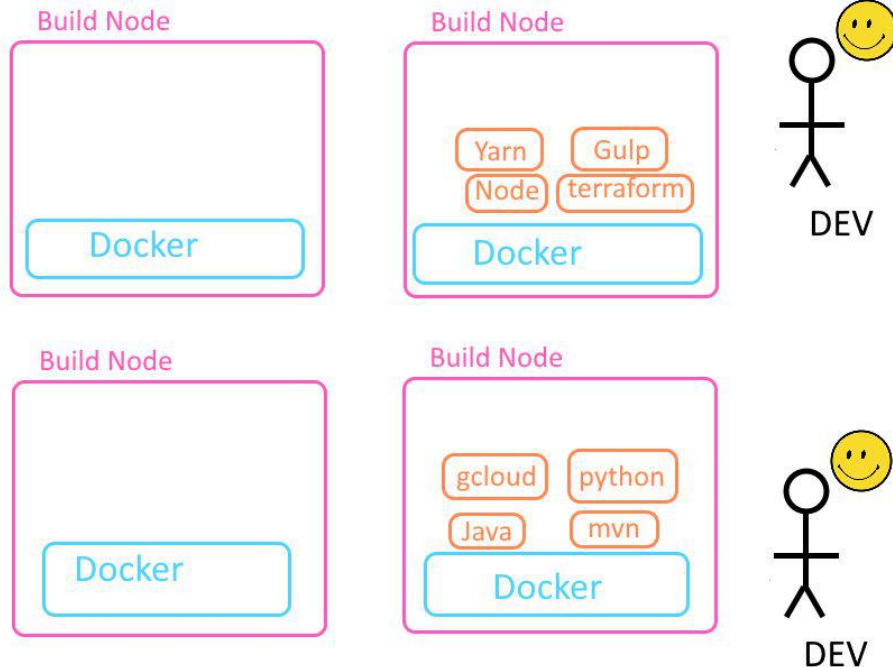 Build Node
Build Node
Yarn
Gulp
Node
terraform
Docker
Docker
DEV
Build Node
Build Node
gcloud
python
Java
mvn
Docker
Docker
DEV